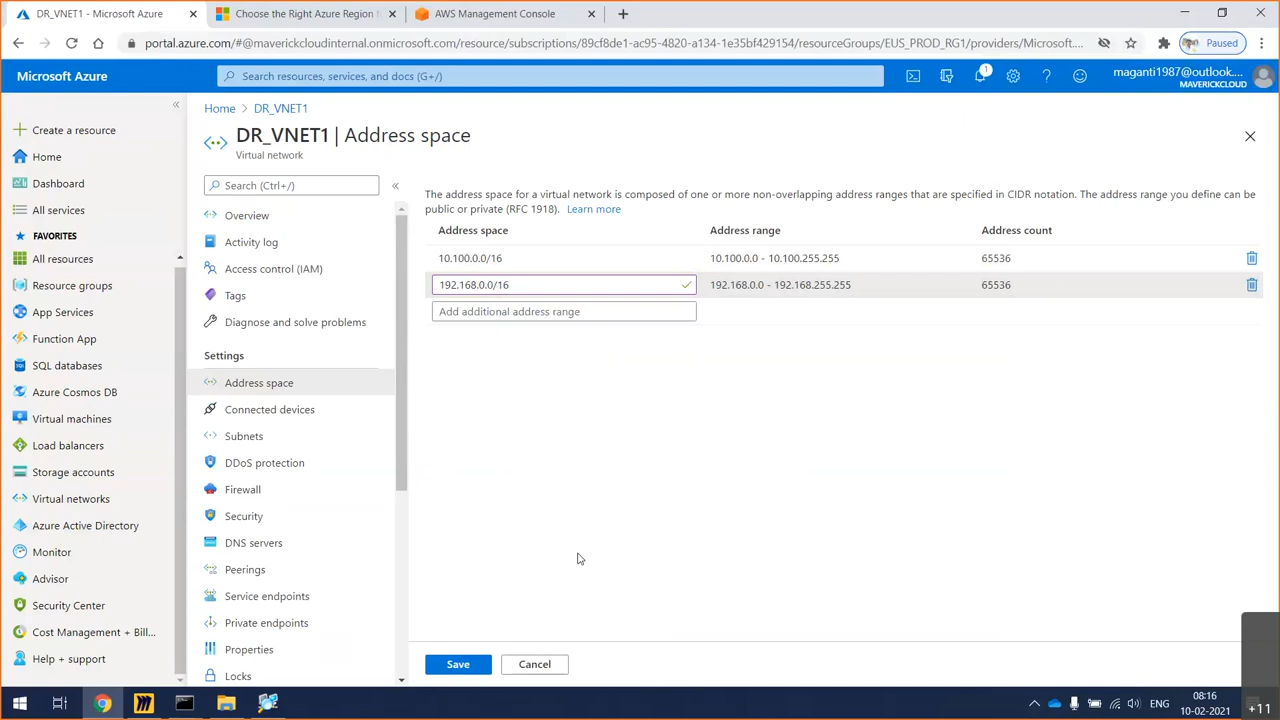 DR_VNET1 - Microsoft Azure
Choose the Right Azure Region f
AWS Management Console
portal.azure.com/#@maverickcloudinternal.onmicrosoft.com/resource/subscriptions/89cf8de1-ac95-4820-a134-1e35bf429154/resourceGroups/EUS_PROD_RG1/providers/Microsoft....
Paused
Microsoft Azure
Search resources, services, and docs (G+/)
1
maganti1987@outlook....
MAVERICKCLOUD
Create a resource
Home
Dashboard
All services
FAVORITES
All resources
Resource groups
App Services
Function App
SQL databases
Azure Cosmos DB
Virtual machines
Load balancers
Storage accounts
Virtual networks
Azure Active Directory
Monitor
Advisor
Security Center
Cost Management + Bill...
Help + support
Home > DR_VNET1
DR_VNET1 | Address space
Virtual network
Search (Ctrl+/)
Overview
Activity log
Access control (IAM)
Tags
Diagnose and solve problems
Settings
Address space
Connected devices
Subnets
DDoS protection
Firewall
Security
DNS servers
Peerings
Service endpoints
Private endpoints
Properties
Locks
The address space for a virtual network is composed of one or more non-overlapping address ranges that are specified in CIDR notation. The address range you define can be
public or private (RFC 1918). Learn more
Address space Address range Address count
10.100.0.0/16 10.100.0.0 - 10.100.255.255 65536
192.168.0.0/16 192.168.0.0 - 192.168.255.255 65536
Add additional address range
Save Cancel
ENG
08:16
10-02-2021
+11